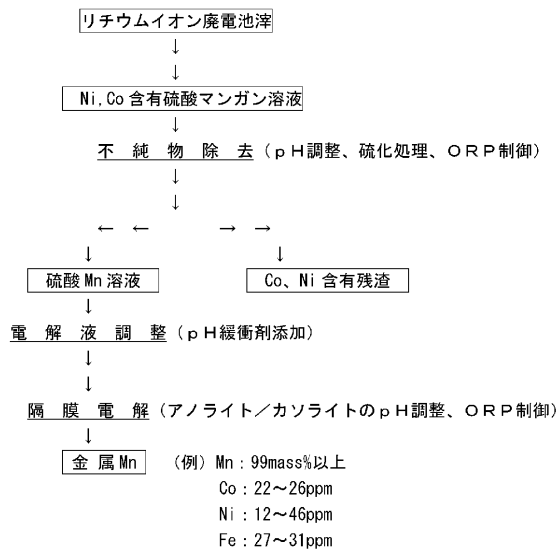 リチウムイオン廃電池滓
↓
↓
Ni,Co含有硫酸マンガン溶液
↓
不純物除去(pH調整、硫化処理、ORP制御)
↓
↓
← ← → →
↓ ↓
硫酸Mn溶液 Co、Ni含有残渣
↓
電解液調整(pH緩衝剤添加)
↓
↓
隔膜電解(アノライト/カソライトのpH調整、ORP制御)
↓
金属Mn (例)Mn:99mass%以上
Co:22~26ppm
Ni:12~46ppm
Fe:27~31ppm